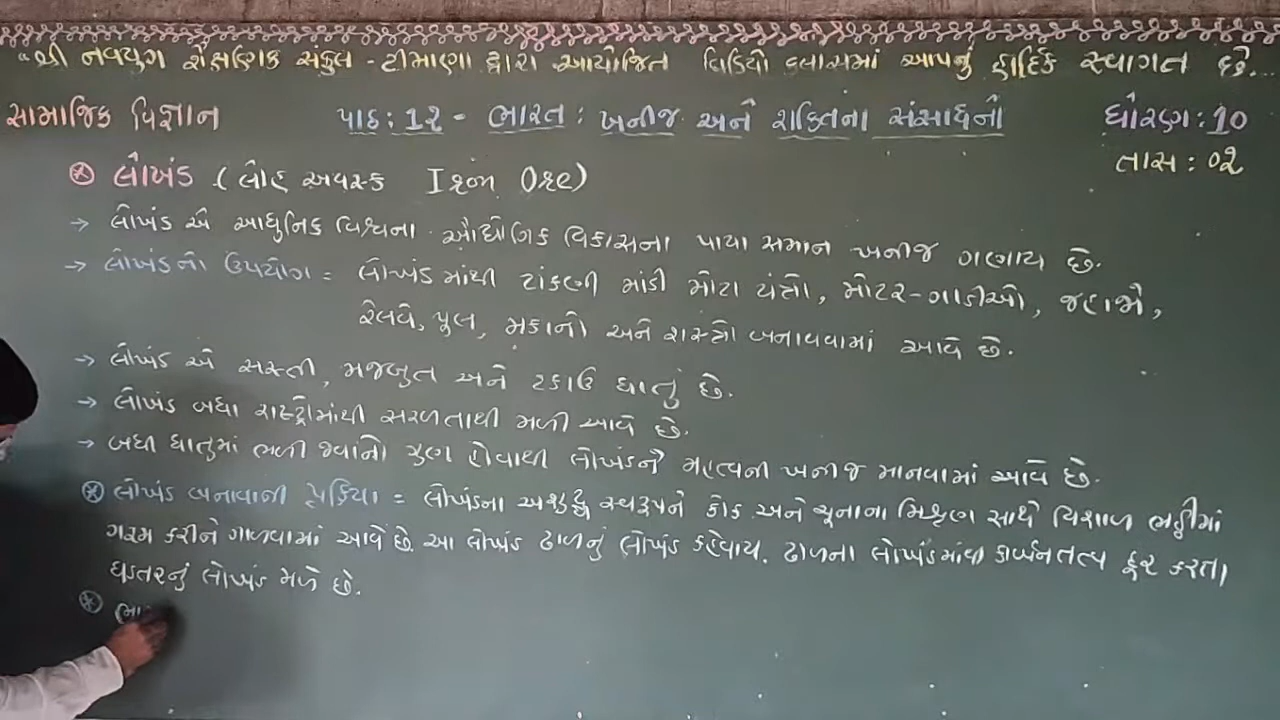 "શ્રી નવયુગ શૈક્ષણિક સંકુલ - ટીમાણા દ્વારા આયોજિત વિડિયો ક્લાસમાં આપનું હાર્દિક સ્વાગત છે...
સામાજિક વિજ્ઞાન પાઠ : 12 - ભારત : ખનીજ અને શક્તિના સંસાધનો ધોરણ : 10
તાસ : 02
લોખંડ (લોહ અયસ્ક Iron Ore)
→ લોખંડ એ આધુનિક વિશ્વના ઔદ્યોગિક વિકાસના પાયા સમાન ખનીજ ગણાય છે.
→ લોખંડનો ઉપયોગ = લોખંડમાંથી ટાંકણી માંડી મોટા યંત્રો, મોટર-ગાડીઓ, જહાજો,
રેલવે, પુલ, મકાનો અને શસ્ત્રો બનાવવામાં આવે છે.
→ લોખંડ એ સસ્તી, મજબુત અને ટકાઉ ધાતું છે.
→ લોખંડ બધા રાષ્ટ્રોમાંથી સરળતાથી મળી આવે છે.
→ બધી ધાતુમાં ભળી જવાનો ગુણ હોવાથી લોખંડને મહત્વની ખનીજ માનવામાં આવે છે.
લોખંડ બનાવાની પ્રક્રિયા = લોખંડના અશુદ્ધ સ્વરૂપને કોક અને ચૂનાના મિશ્રણ સાથે વિશાળ ભઠ્ઠીમાં
ગરમ કરીને ગાળવામાં આવે છે. આ લોખંડ ઢાળનું લોખંડ કહેવાય. ઢાળના લોખંડમાંથી કાર્બનતત્વ દૂર કરતા
ઘડતરનું લોખંડ મળે છે.